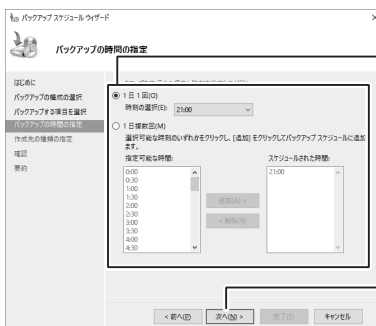 バックアップ スケジュール ウィザード
バックアップの時間の指定
はじめに
バックアップの構成の選択
バックアップする項目を選択
バックアップの時間の指定
作成先の種類の指定
確認
要約
1 日 1 回(O)
時刻の選択(E): 21:00
1 日複数回(M)
選択可能な時刻のいずれかをクリックし、[追加] をクリックしてバックアップ スケジュールに追加
ます。
指定可能な時間: スケジュールされた時間:
0:00
0:30
1:00
1:30
2:00
2:30
3:00
3:30
4:00
4:30
追加(A) >
< 削除(R)
21:00
< 前へ(P) 次へ(N) > 完了(F) キャンセル